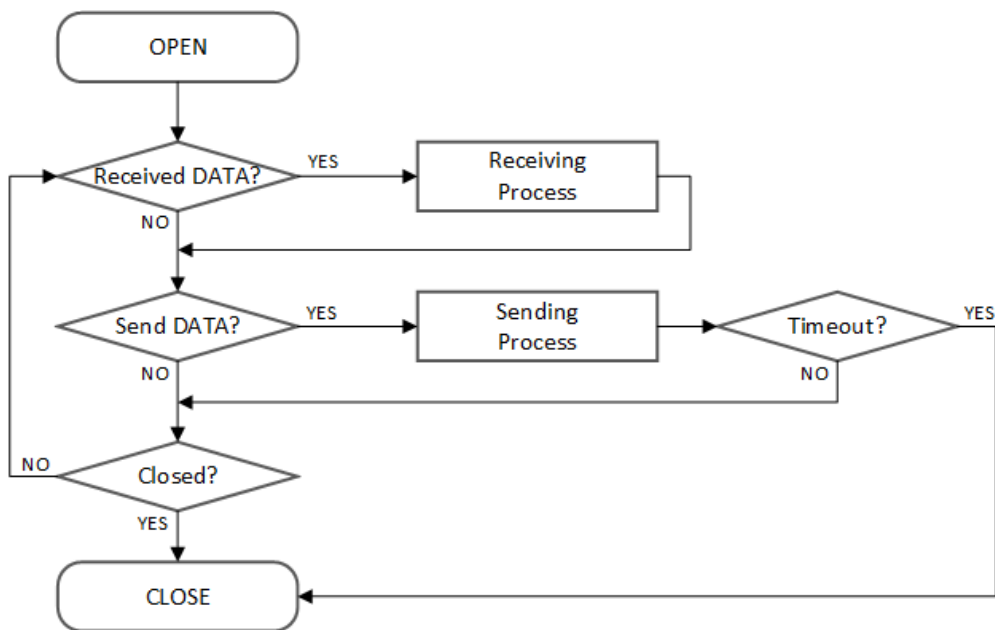 OPEN
Received DATA?
YES
Receiving
Process
NO
Send DATA?
YES
Sending
Process
Timeout?
YES
NO
NO
Closed?
NO
YES
CLOSE